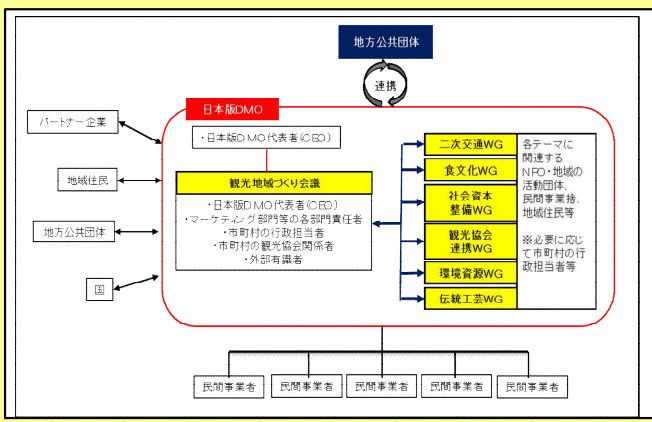 地方公共団体
連携
日本版DMO
・日本版DMO代表者(CEO)
パートナー企業
地域住民
地方公共団体
国
観光地域づくり会議
・日本版DMO代表者(CEO)
・マーケティング部門等の各部門責任者
・市町村の行政担当者
・市町村の観光協会関係者
・外部有識者
二次交通WG
食文化WG
社会資本
整備WG
観光協会
連携WG
環境資源WG
伝統工芸WG
各テーマに
関連する
NPO・地域の
活動団体、
民間事業捨、
地域住民等
※必要に応じ
て市町村の行
政担当者等
民間事業者
民間事業者
民間事業者
民間事業者
民間事業者